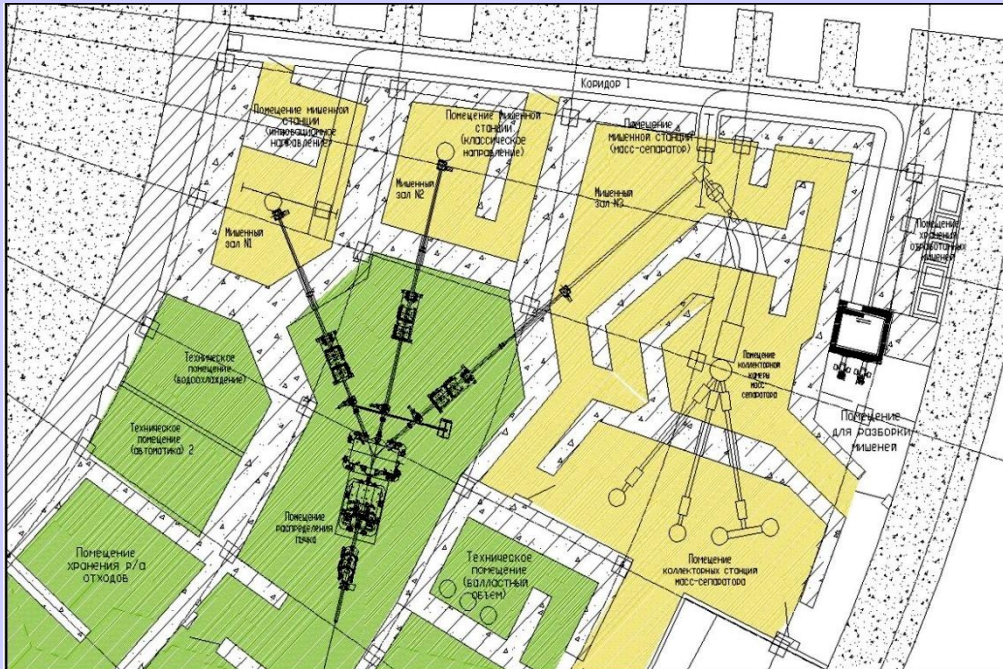 Коридор 1
Помещение мишенной
станции
(инновационное
направление)
Помещение мишенной
станции
(классическое
направление)
Помещение
мишенной станции
(масс-сепаратор)
Мишенный
зал N1
Мишенный
зал N2
Мишенный
зал N3
Помещение
хранения
отработанных
мишеней
Техническое
помещение
(водоохлаждение)
Техническое
помещение
(автоматика) 2
Помещение
коллекторной
камеры
масс-
сепаратора
Помещение
для разборки
мишеней
Помещение
распределения
пучка
Помещение
хранения р/а
отходов
Техническое
помещение
(балластный
объем)
Помещение
коллекторных станций
масс-сепаратора